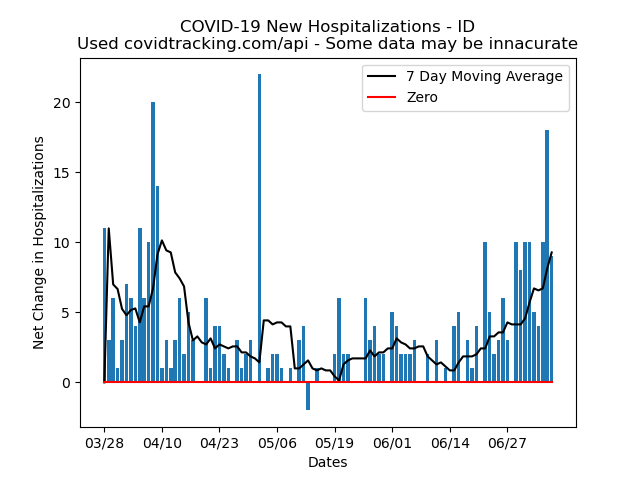 COVID-19 New Hospitalizations - ID
Used covidtracking.com/api - Some data may be innacurate
7 Day Moving Average
Zero
Net Change in Hospitalizations
20
15
10
5
0
03/28 04/10 04/23 05/06 05/19 06/01 06/14 06/27
Dates